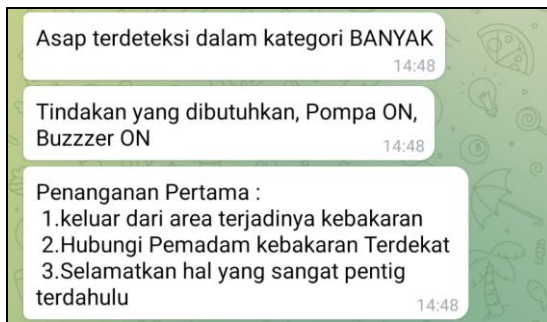 Asap terdeteksi dalam kategori BANYAK
14:48
Tindakan yang dibutuhkan, Pompa ON,
Buzzzer ON
14:48
Penanganan Pertama :
1.keluar dari area terjadinya kebakaran
2.Hubungi Pemadam kebakaran Terdekat
3.Selamatkan hal yang sangat pentig
terdahulu
14:48